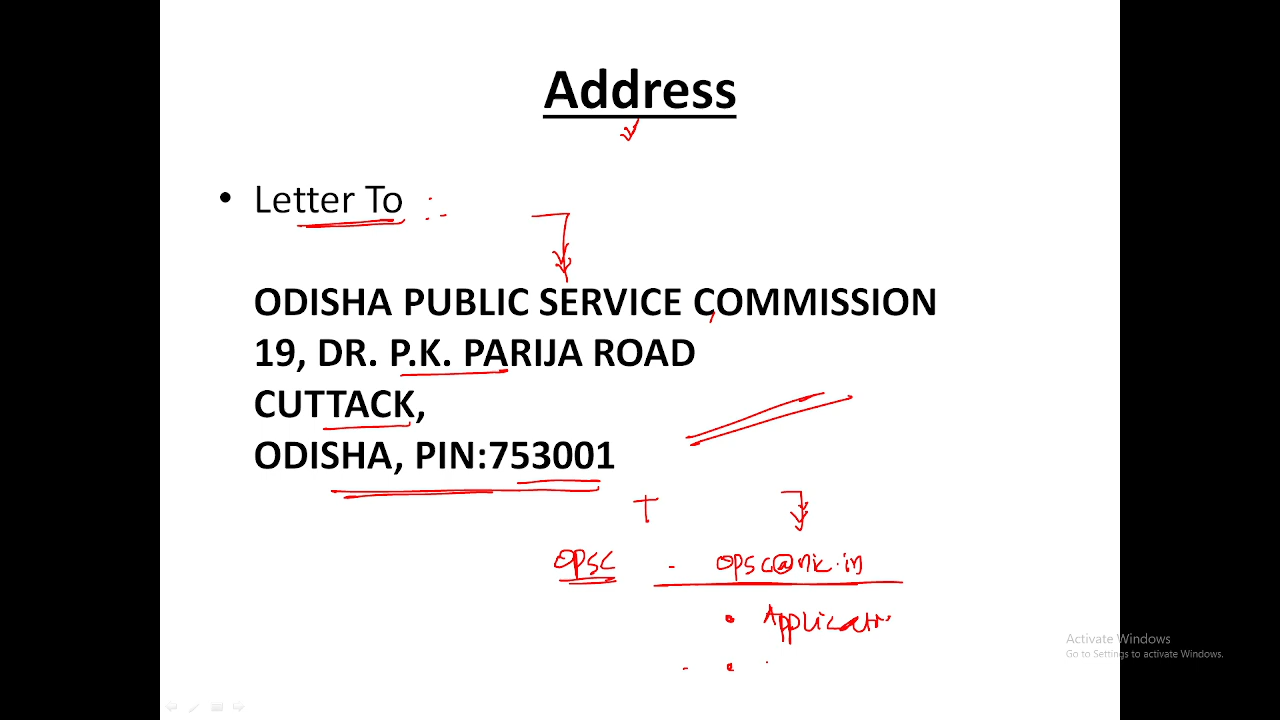 Address
• Letter To :-
ODISHA PUBLIC SERVICE COMMISSION
19, DR. P.K. PARIJA ROAD
CUTTACK,
ODISHA, PIN:753001
OPSC - opsc@nic.in
• Applicatn
Activate Windows
Go to Settings to activate Windows.